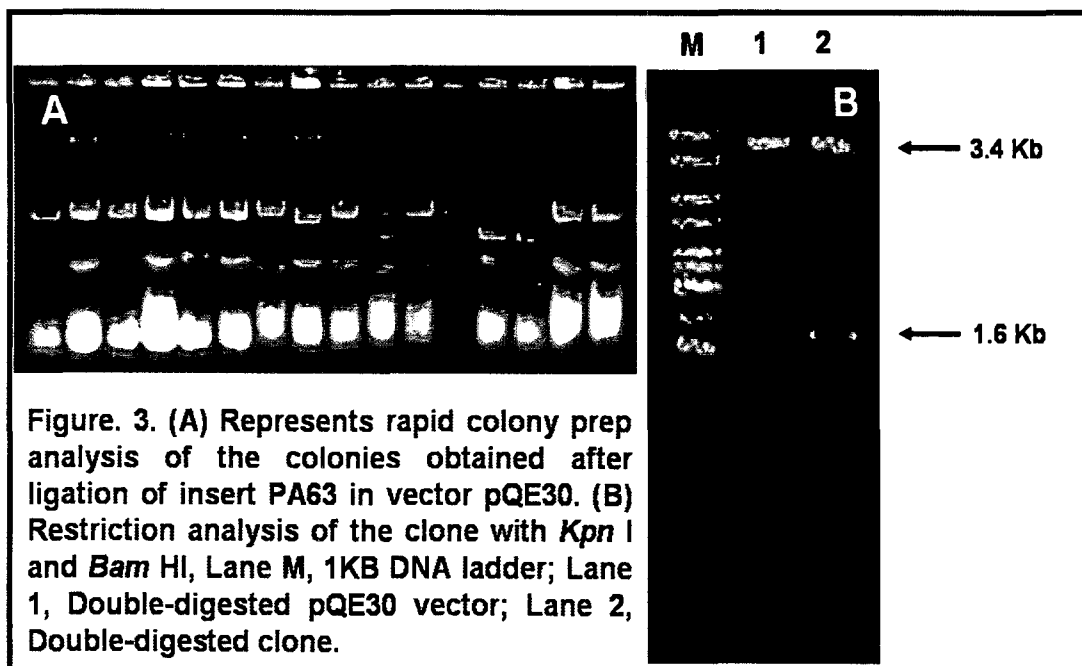 M 1 2
A
B
3.4 Kb
1.6 Kb
Figure. 3. (A) Represents rapid colony prep
analysis of the colonies obtained after
ligation of insert PA63 in vector pQE30. (B)
Restriction analysis of the clone with Kpn I
and Bam HI, Lane M, 1KB DNA ladder; Lane
1, Double-digested pQE30 vector; Lane 2,
Double-digested clone.